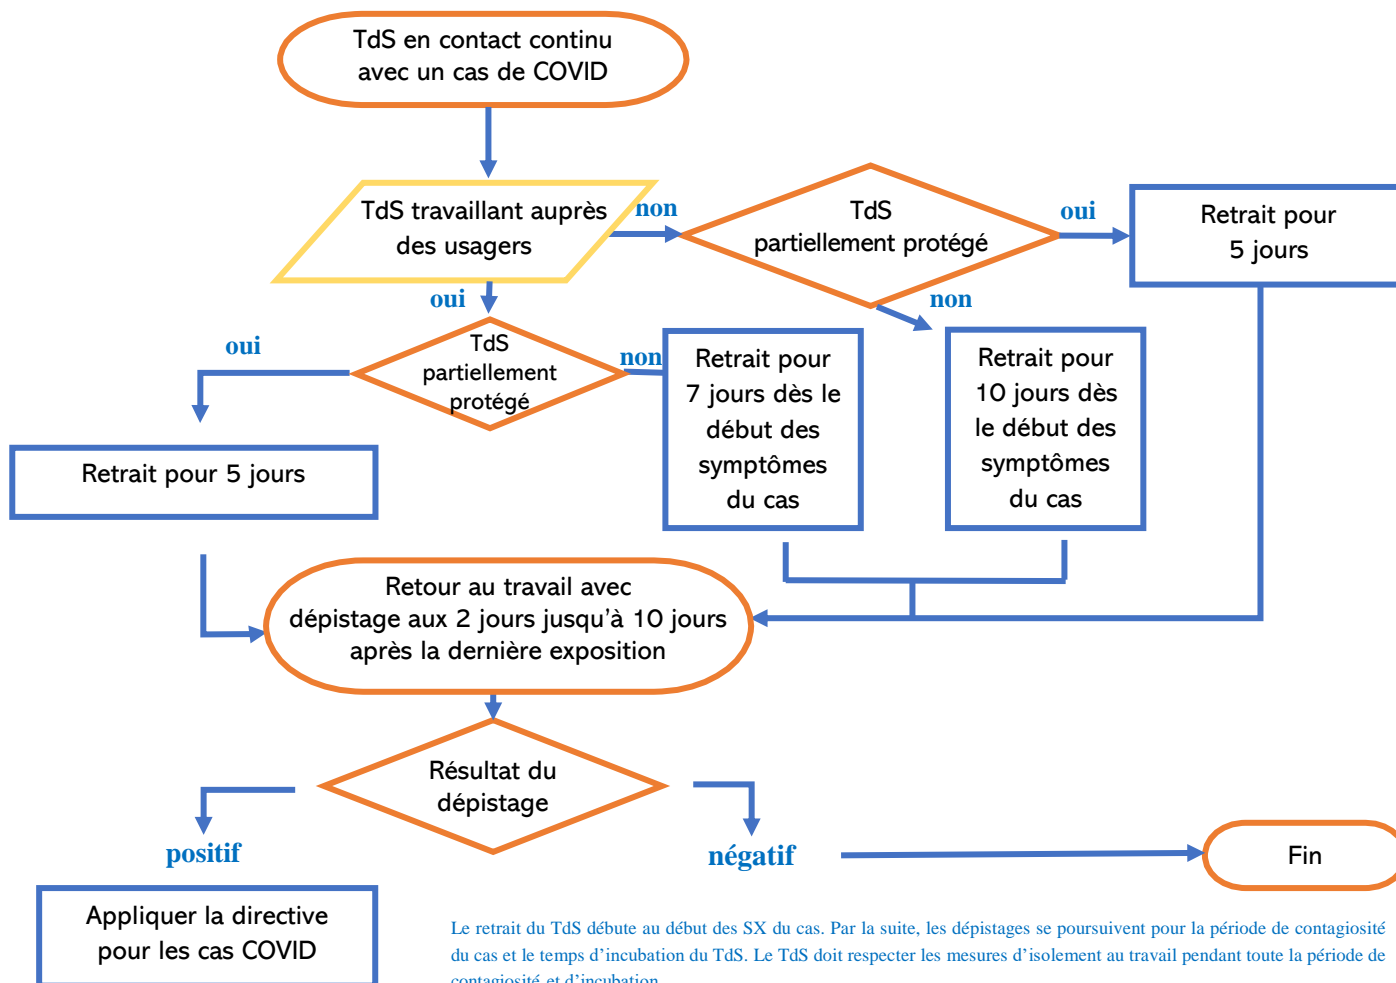 TdS en contact continu
avec un cas de COVID
TdS travaillant auprès
des usagers
non
TdS
partiellement protégé
oui
Retrait pour
5 jours
oui
non
oui
TdS
partiellement
protégé
non
Retrait pour
7 jours dès le
début des
symptômes
du cas
Retrait pour
10 jours dès
le début des
symptômes
du cas
Retrait pour 5 jours
Retour au travail avec
dépistage aux 2 jours jusqu'à 10 jours
après la dernière exposition
Résultat du
dépistage
positif
négatif
Fin
Appliquer la directive
pour les cas COVID
Le retrait du TdS débute au début des SX du cas. Par la suite, les dépistages se poursuivent pour la période de contagiosité
du cas et le temps d'incubation du TdS. Le TdS doit respecter les mesures d'isolement au travail pendant toute la période de
contagiosité et d'incubation